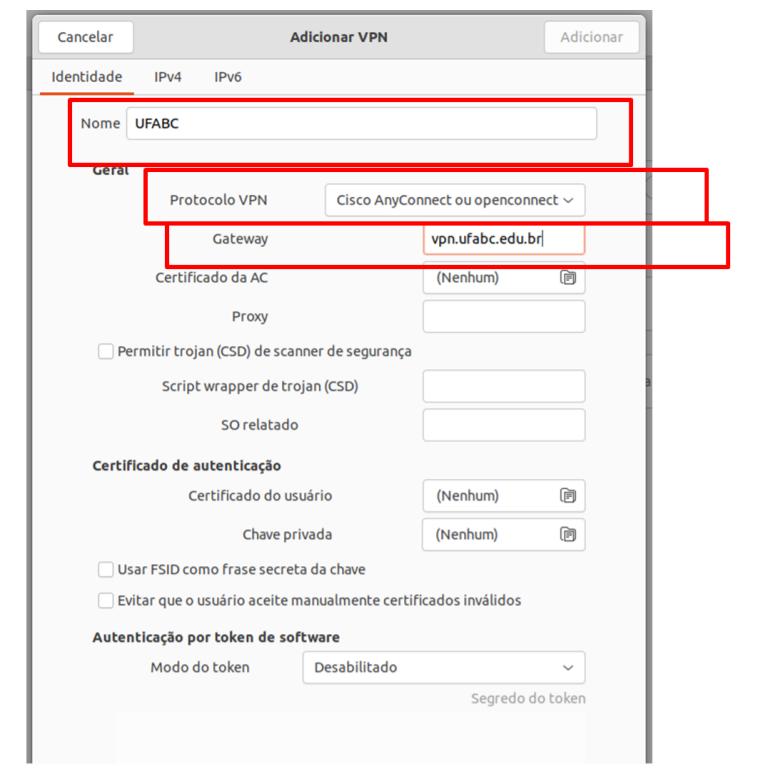 Cancelar Adicionar VPN Adicionar
Identidade IPv4 IPv6
Nome UFABC
Geral
Protocolo VPN Cisco AnyConnect ou openconnect
Gateway vpn.ufabc.edu.br
Certificado da AC (Nenhum)
Proxy
Permitir trojan (CSD) de scanner de segurança
Script wrapper de trojan (CSD)
SO relatado
Certificado de autenticação
Certificado do usuário (Nenhum)
Chave privada (Nenhum)
Usar FSID como frase secreta da chave
Evitar que o usuário aceite manualmente certificados inválidos
Autenticação por token de software
Modo do token Desabilitado
Segredo do token